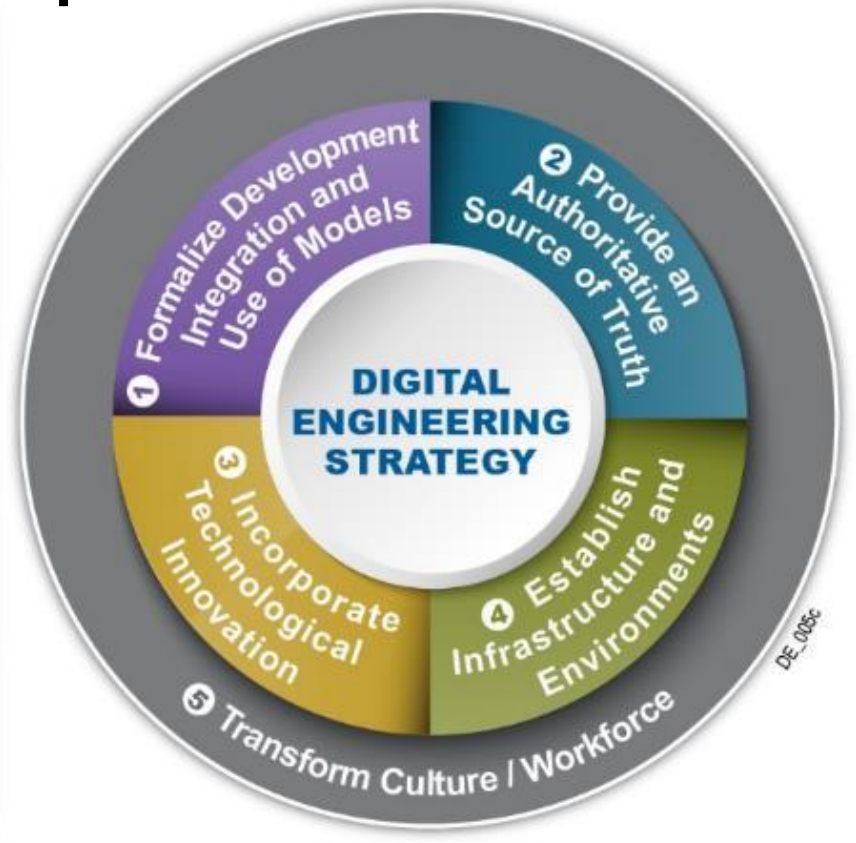 1 Formalize Development
Integration and
Use of Models
2 Provide an
Authoritative
Source of Truth
DIGITAL
ENGINEERING
STRATEGY
3 Incorporate
Technological
Innovation
4 Establish
Infrastructure and
Environments
5 Transform Culture / Workforce
DE_005c